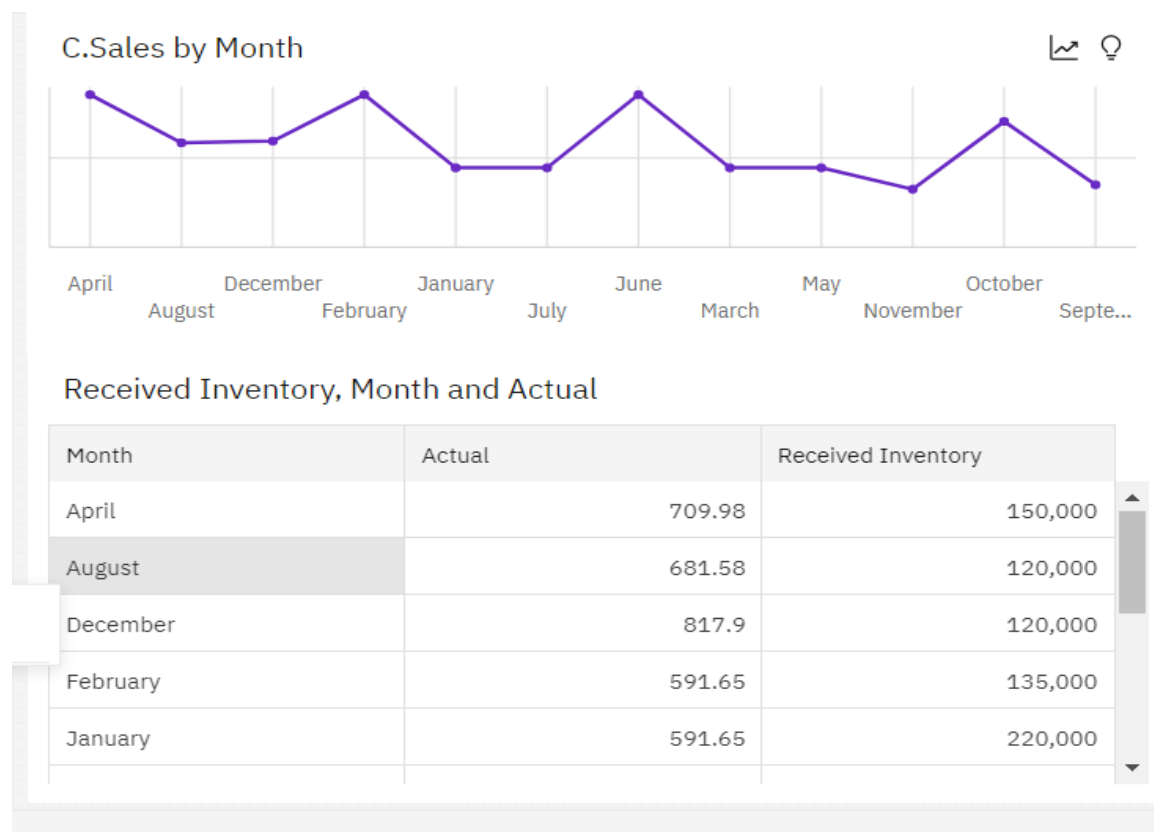 C.Sales by Month
April December January June May October
August February July March November Septe...
Received Inventory, Month and Actual
Month Actual Received Inventory
April 709.98 150,000
August 681.58 120,000
December 817.9 120,000
February 591.65 135,000
January 591.65 220,000